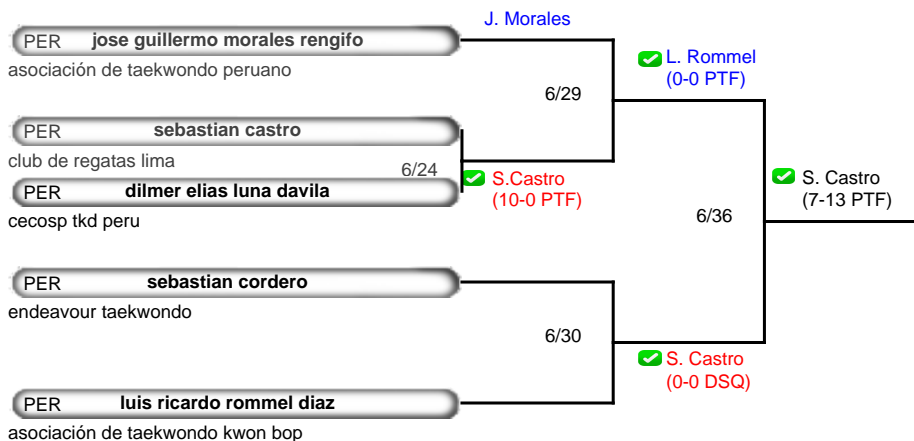 J. Morales
PER jose guillermo morales rengifo
asociación de taekwondo peruano
L. Rommel
(0-0 PTF)
6/29
PER sebastian castro
club de regatas lima
6/24
S.Castro
(10-0 PTF)
PER dilmer elias luna davila
cecosp tkd peru
S. Castro
(7-13 PTF)
6/36
PER sebastian cordero
endeavour taekwondo
6/30
S. Castro
(0-0 DSQ)
PER luis ricardo rommel diaz
asociación de taekwondo kwon bop